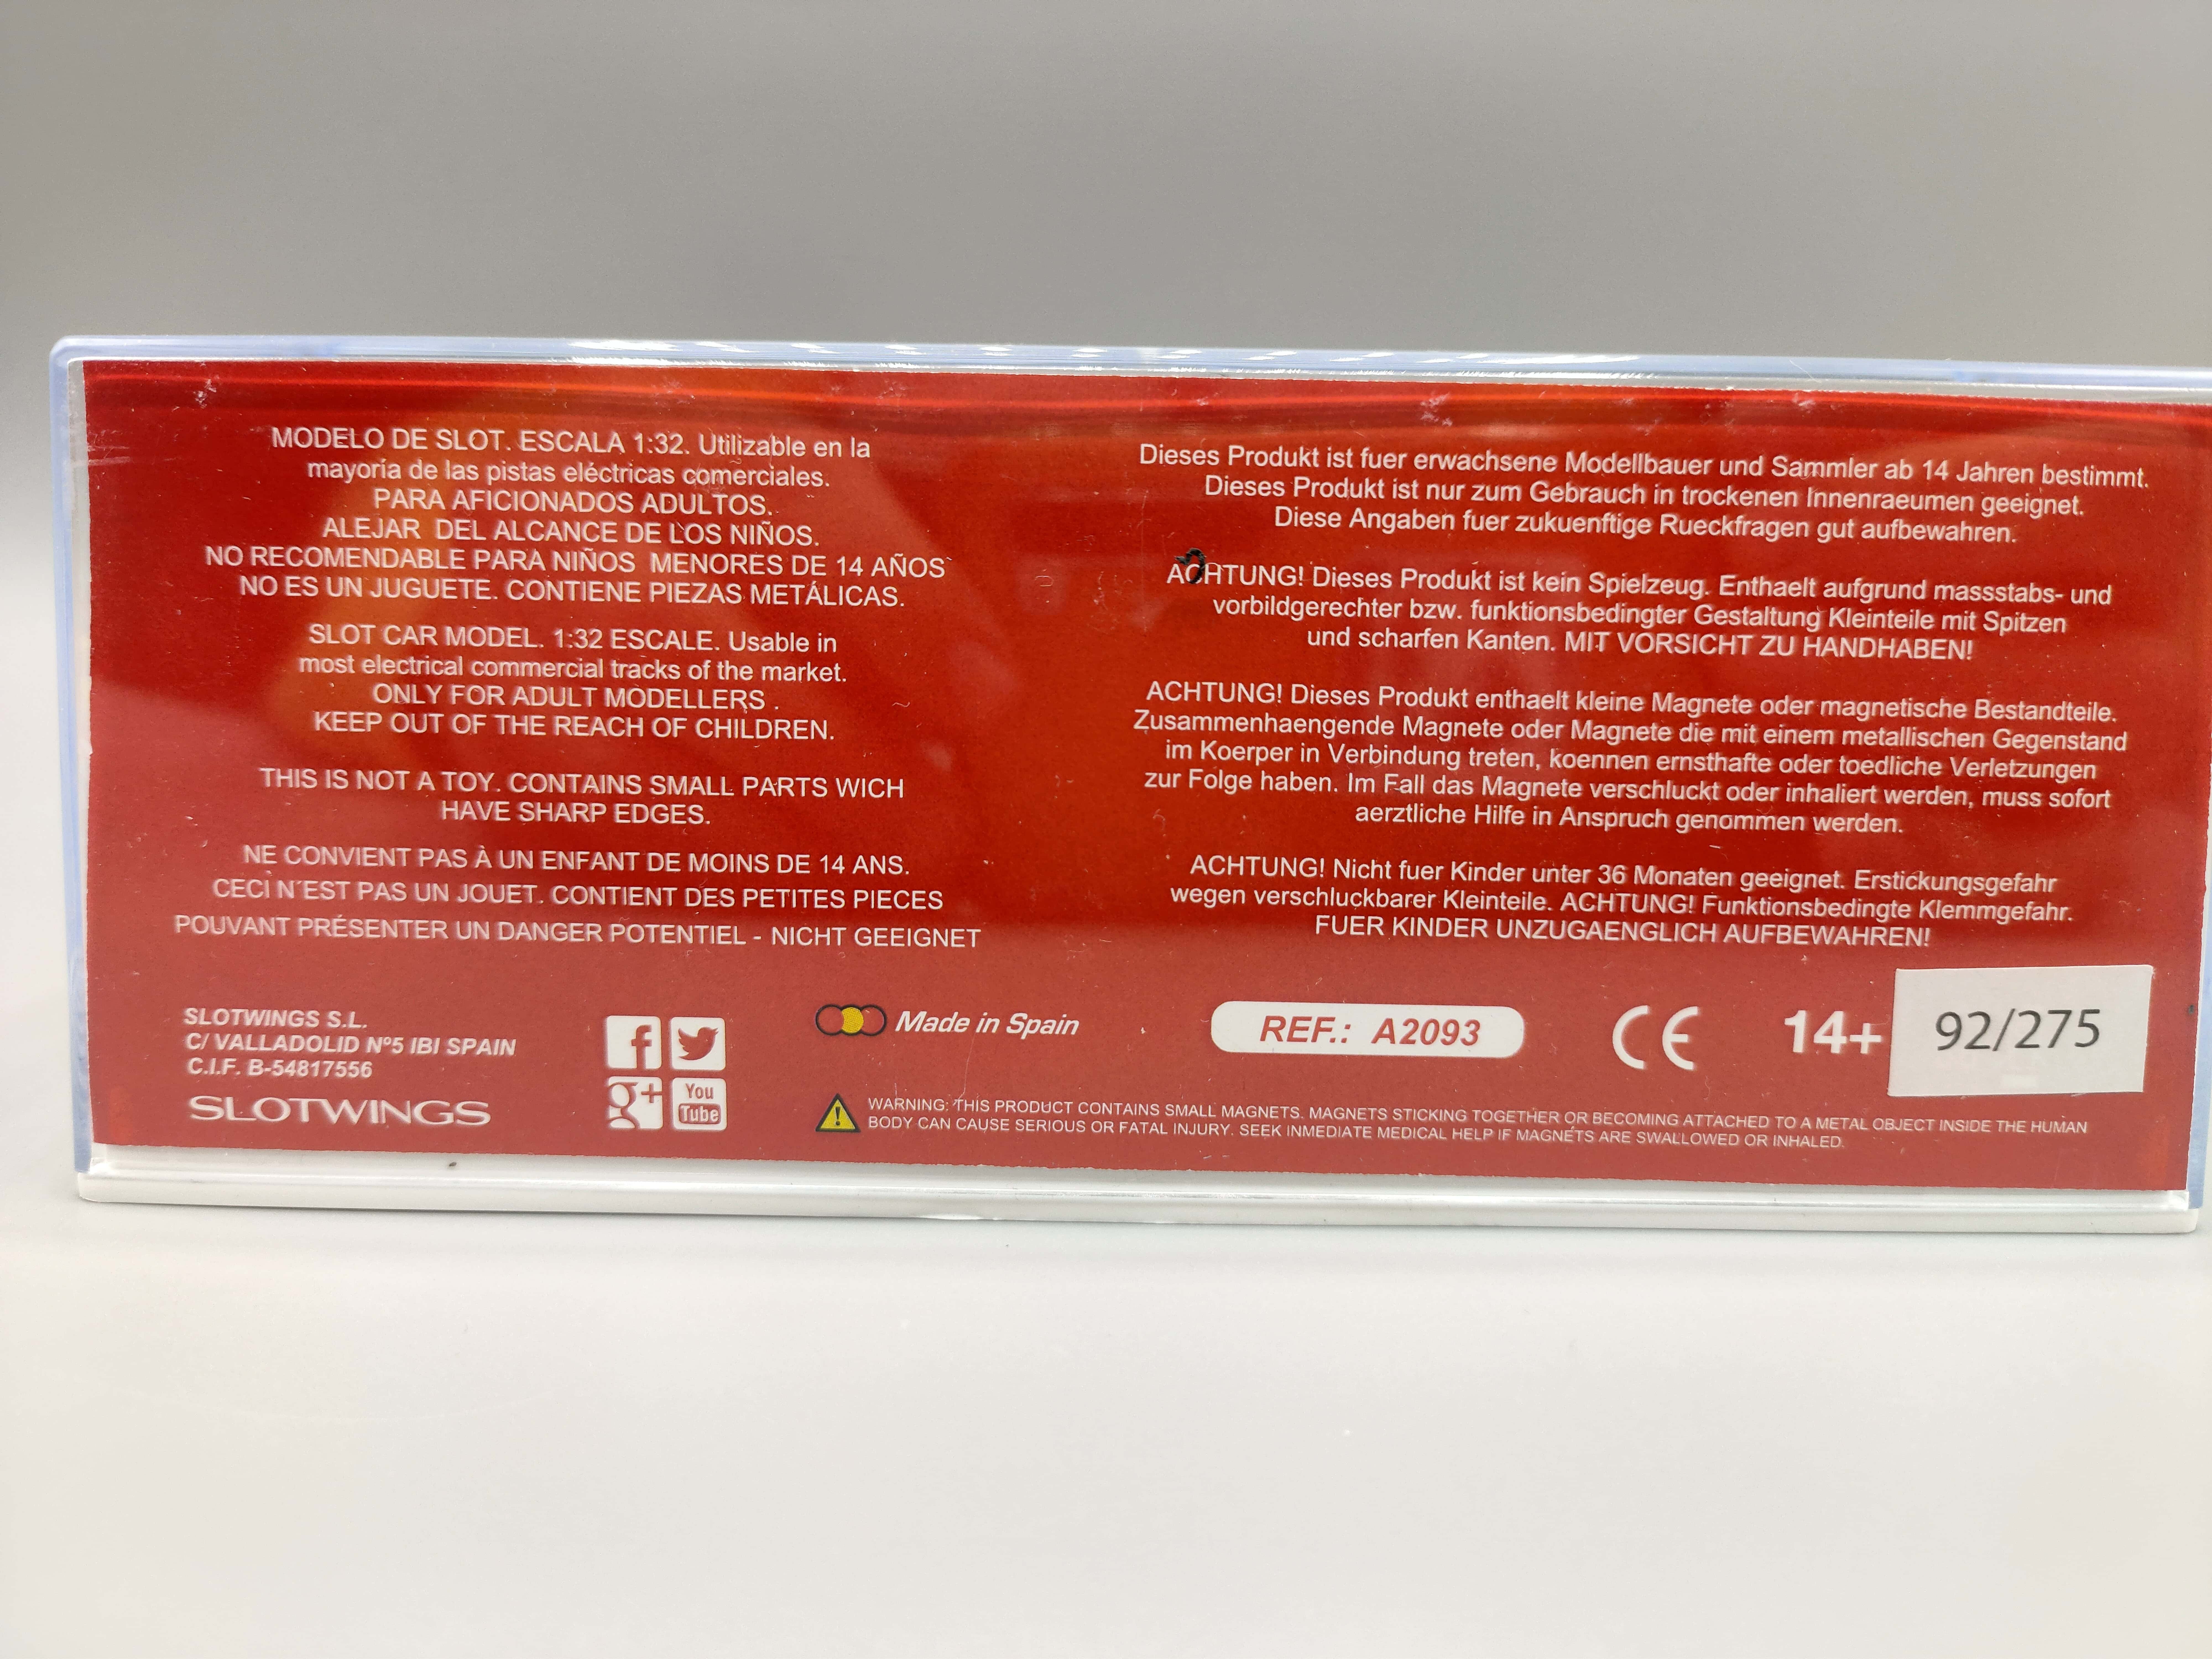 MODELO DE SLOT. ESCALA 1:32. Utilizable en la
mayoría de las pistas eléctricas comerciales.
PARA AFICIONADOS ADULTOS.
ALEJAR DEL ALCANCE DE LOS NIÑOS.
NO RECOMENDABLE PARA NIÑOS MENORES DE 14 AÑOS
NO ES UN JUGUETE. CONTIENE PIEZAS METÁLICAS.
SLOT CAR MODEL. 1:32 ESCALE. Usable in
most electrical commercial tracks of the market.
ONLY FOR ADULT MODELLERS .
KEEP OUT OF THE REACH OF CHILDREN.
THIS IS NOT A TOY. CONTAINS SMALL PARTS WICH
HAVE SHARP EDGES.
NE CONVIENT PAS À UN ENFANT DE MOINS DE 14 ANS.
CECI N´EST PAS UN JOUET. CONTIENT DES PETITES PIECES
POUVANT PRÉSENTER UN DANGER POTENTIEL - NICHT GEEIGNET
Dieses Produkt ist fuer erwachsene Modellbauer und Sammler ab 14 Jahren bestimmt.
Dieses Produkt ist nur zum Gebrauch in trockenen Innenraeumen geeignet.
Diese Angaben fuer zukuenftige Rueckfragen gut aufbewahren.
ACHTUNG! Dieses Produkt ist kein Spielzeug. Enthaelt aufgrund massstabs- und
vorbildgerechter bzw. funktionsbedingter Gestaltung Kleinteile mit Spitzen
und scharfen Kanten. MIT VORSICHT ZU HANDHABEN!
ACHTUNG! Dieses Produkt enthaelt kleine Magnete oder magnetische Bestandteile.
Zusammenhaengende Magnete oder Magnete die mit einem metallischen Gegenstand
im Koerper in Verbindung treten, koennen ernsthafte oder toedliche Verletzungen
zur Folge haben. Im Fall das Magnete verschluckt oder inhaliert werden, muss sofort
aerztliche Hilfe in Anspruch genommen werden.
ACHTUNG! Nicht fuer Kinder unter 36 Monaten geeignet. Erstickungsgefahr
wegen verschluckbarer Kleinteile. ACHTUNG! Funktionsbedingte Klemmgefahr.
FUER KINDER UNZUGAENGLICH AUFBEWAHREN!
SLOTWINGS S.L.
C/ VALLADOLID Nº5 IBI SPAIN
C.I.F. B-54817556
SLOTWINGS
f
g+
You
Tube
Made in Spain
REF.: A2093
CE
14+
92/275
WARNING: THIS PRODUCT CONTAINS SMALL MAGNETS. MAGNETS STICKING TOGETHER OR BECOMING ATTACHED TO A METAL OBJECT INSIDE THE HUMAN
BODY CAN CAUSE SERIOUS OR FATAL INJURY. SEEK INMEDIATE MEDICAL HELP IF MAGNETS ARE SWALLOWED OR INHALED.